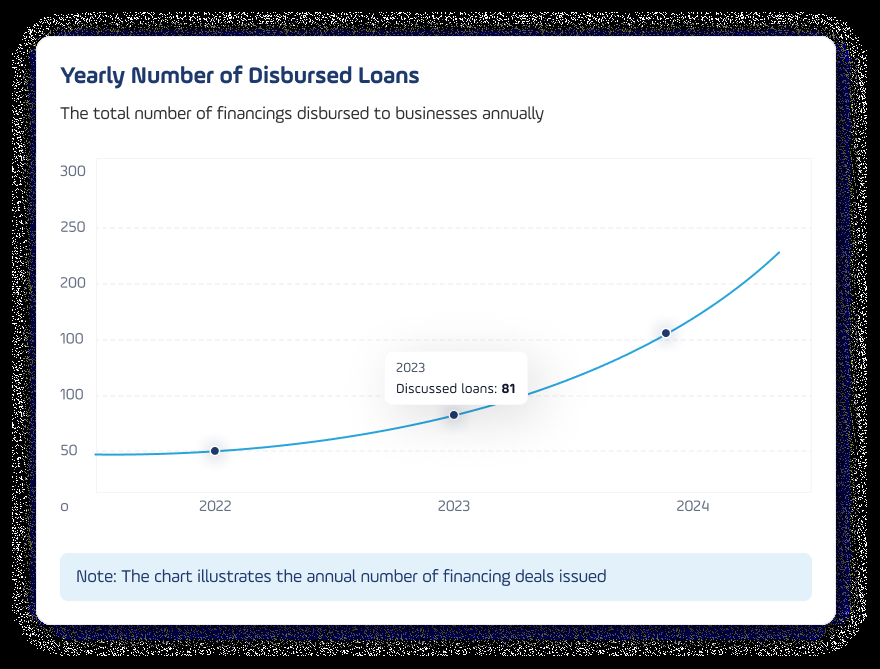 Yearly Number of Disbursed Loans
The total number of financings disbursed to businesses annually
300
250
200
100
100
50
0
2023
Discussed loans: 81
2022
2023
2024
Note: The chart illustrates the annual number of financing deals issued